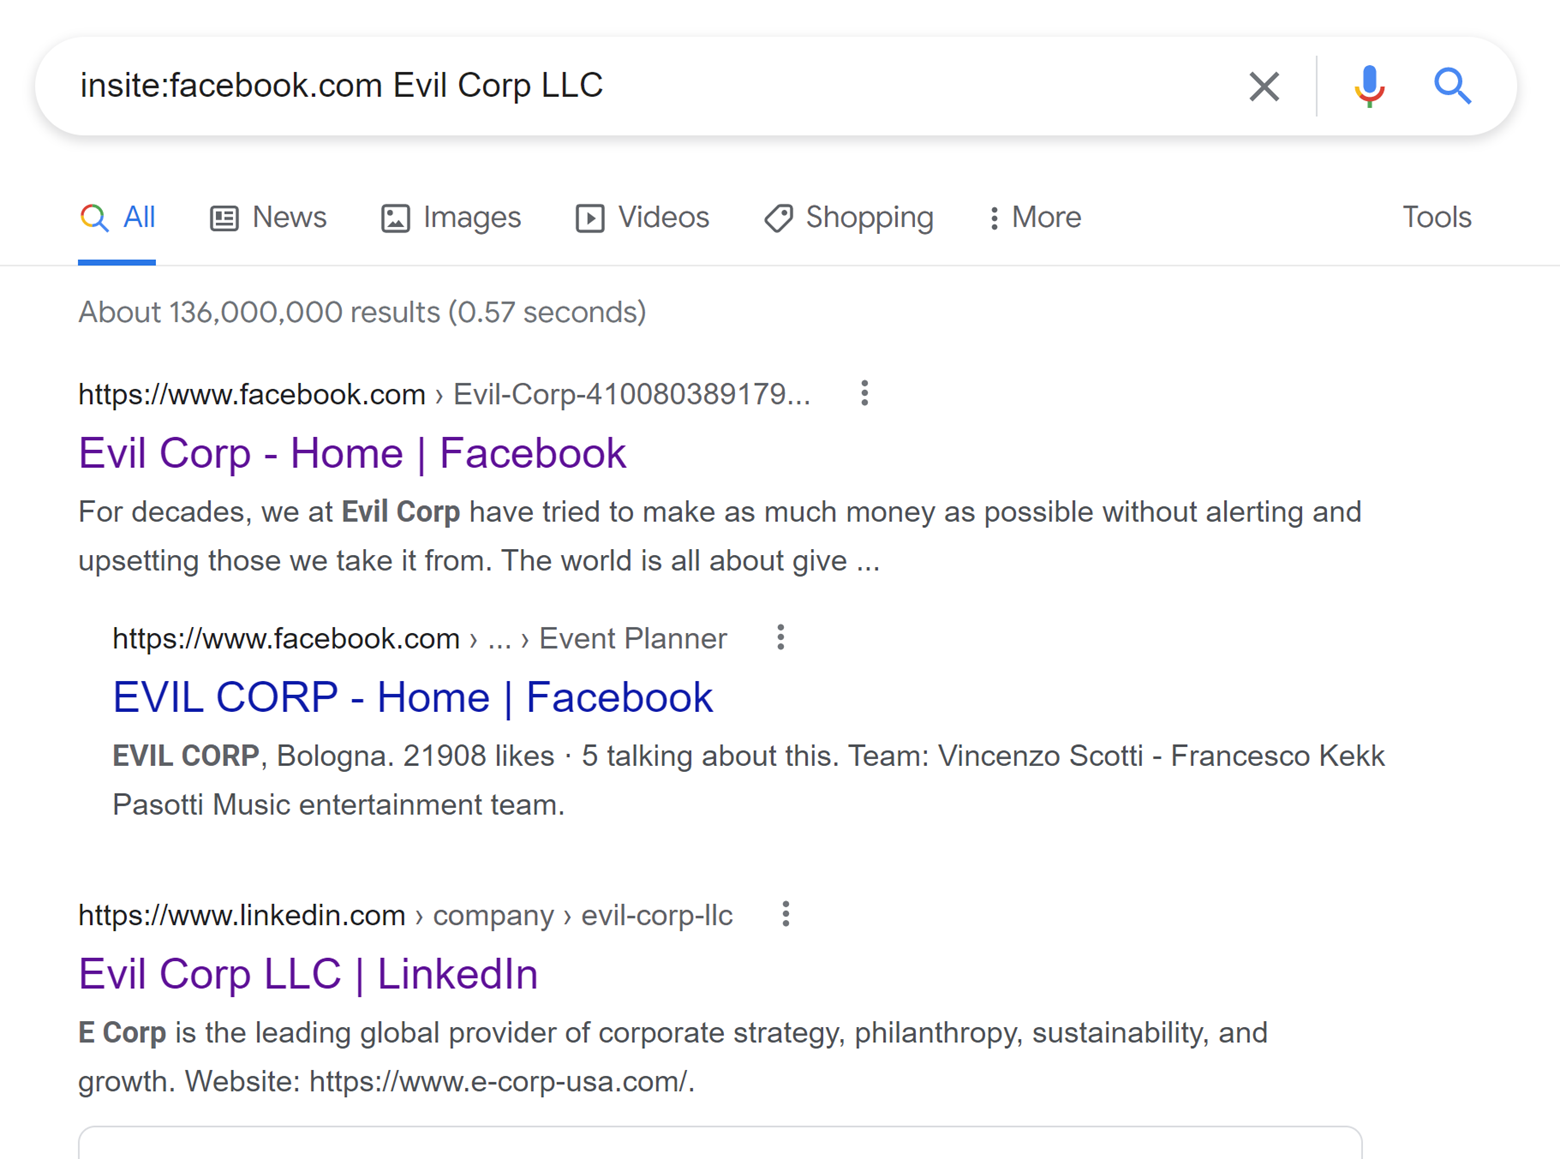 insite:facebook.com Evil Corp LLC
All News Images Videos Shopping More Tools
About 136,000,000 results (0.57 seconds)
https://www.facebook.com › Evil-Corp-410080389179...
Evil Corp - Home | Facebook
For decades, we at Evil Corp have tried to make as much money as possible without alerting and
upsetting those we take it from. The world is all about give ...
https://www.facebook.com › ... › Event Planner
EVIL CORP - Home | Facebook
EVIL CORP, Bologna. 21908 likes · 5 talking about this. Team: Vincenzo Scotti - Francesco Kekk
Pasotti Music entertainment team.
https://www.linkedin.com › company › evil-corp-llc
Evil Corp LLC | LinkedIn
E Corp is the leading global provider of corporate strategy, philanthropy, sustainability, and
growth. Website: https://www.e-corp-usa.com/.